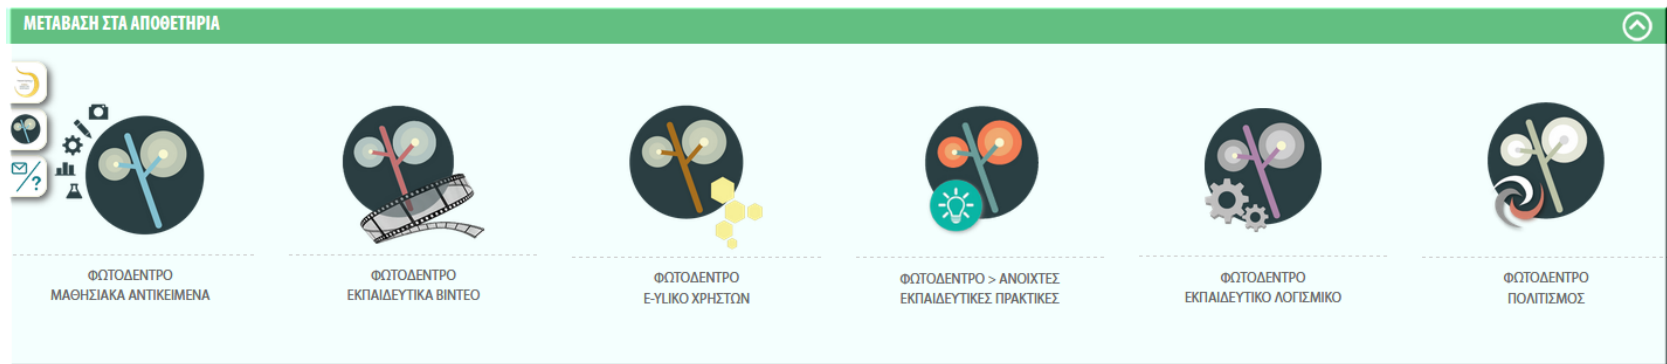 ΜΕΤΑΒΑΣΗ ΣΤΑ ΑΠΟΘΕΤΗΡΙΑ
ΦΩΤΟΔΕΝΤΡΟ
ΜΑΘΗΣΙΑΚΑ ΑΝΤΙΚΕΙΜΕΝΑ
ΦΩΤΟΔΕΝΤΡΟ
ΕΚΠΑΙΔΕΥΤΙΚΑ ΒΙΝΤΕΟ
ΦΩΤΟΔΕΝΤΡΟ
E-YLIKO ΧΡΗΣΤΩΝ
ΦΩΤΟΔΕΝΤΡΟ > ΑΝΟΙΧΤΕΣ
ΕΚΠΑΙΔΕΥΤΙΚΕΣ ΠΡΑΚΤΙΚΕΣ
ΦΩΤΟΔΕΝΤΡΟ
ΕΚΠΑΙΔΕΥΤΙΚΟ ΛΟΓΙΣΜΙΚΟ
ΦΩΤΟΔΕΝΤΡΟ
ΠΟΛΙΤΙΣΜΟΣ